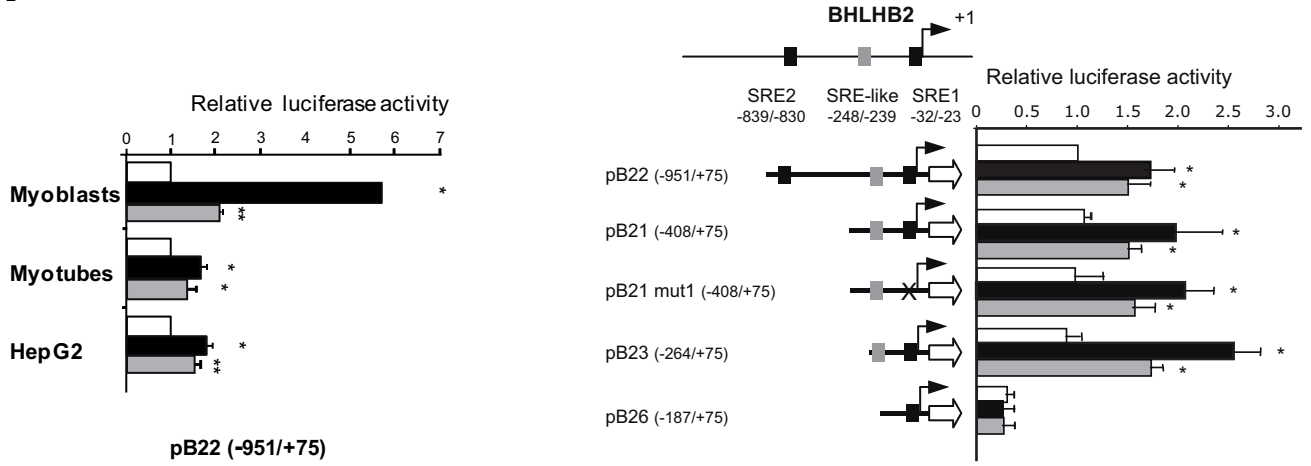 Relative luciferase activity
0 1 2 3 4 5 6 7
Myoblasts
*
**
Myotubes
*
*
HepG2
*
**
pB22 (-951/+75)
BHLHB2
+1
SRE2 SRE-like SRE1
-839/-830 -248/-239 -32/-23
Relative luciferase activity
0 0.5 1.0 1.5 2.0 2.5 3.0
pB22 (-951/+75)
*
*
pB21 (-408/+75)
*
*
pB21 mut1 (-408/+75)
X
*
*
pB23 (-264/+75)
*
*
pB26 (-187/+75)